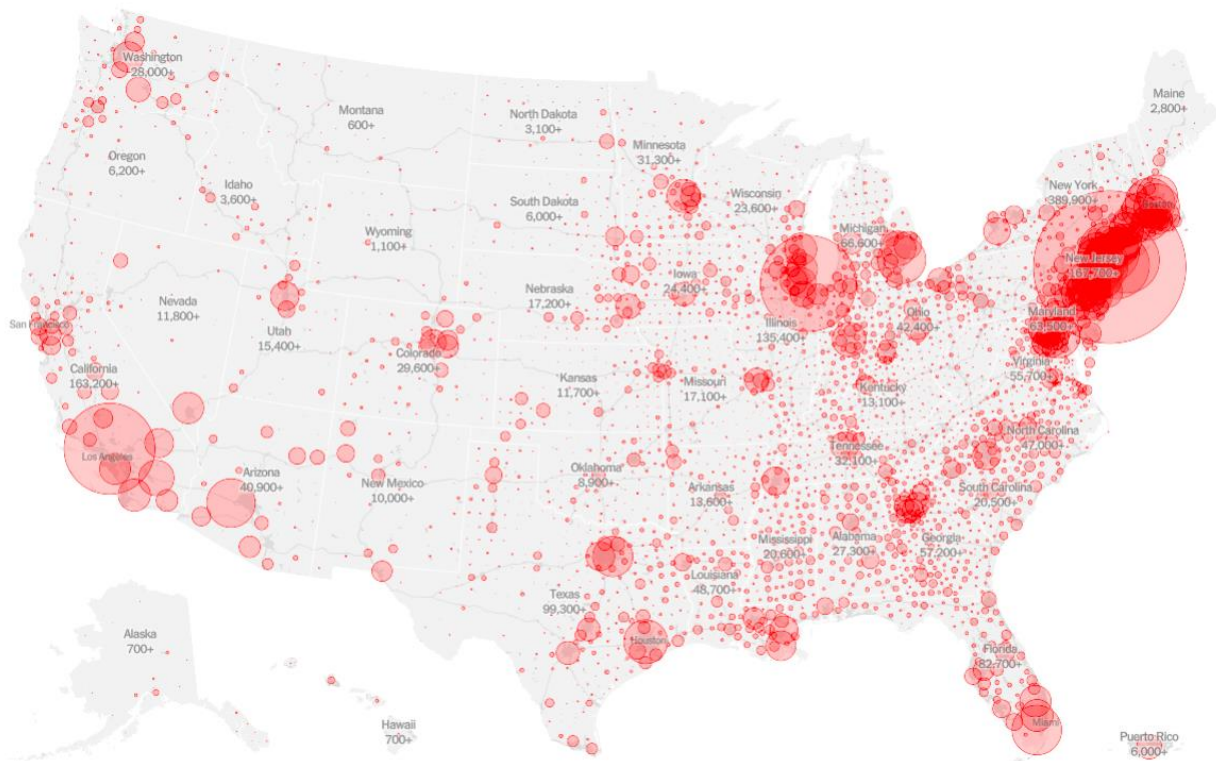 Washington
28,000+
Montana
600+
North Dakota
3,100+
Minnesota
31,300+
Maine
2,800+
Oregon
6,200+
Idaho
3,600+
Wyoming
1,100+
South Dakota
6,000+
Wisconsin
23,600+
Michigan
66,600+
New York
389,900+
Boston
New Jersey
167,700+
San Francisco
Nevada
11,800+
Utah
15,400+
Colorado
29,600+
Nebraska
17,200+
Iowa
24,400+
Illinois
135,400+
Ohio
42,400+
Maryland
63,500+
California
163,200+
Kansas
11,700+
Missouri
17,100+
Kentucky
13,100+
Virginia
55,700+
Los Angeles
Arizona
40,900+
New Mexico
10,000+
Oklahoma
8,900+
Arkansas
13,600+
Tennessee
32,100+
North Carolina
47,000+
South Carolina
20,500+
Mississippi
20,600+
Alabama
27,300+
Georgia
57,200+
Texas
99,300+
Louisiana
48,700+
Houston
Florida
82,700+
Miami
Alaska
700+
Hawaii
700+
Puerto Rico
6,000+